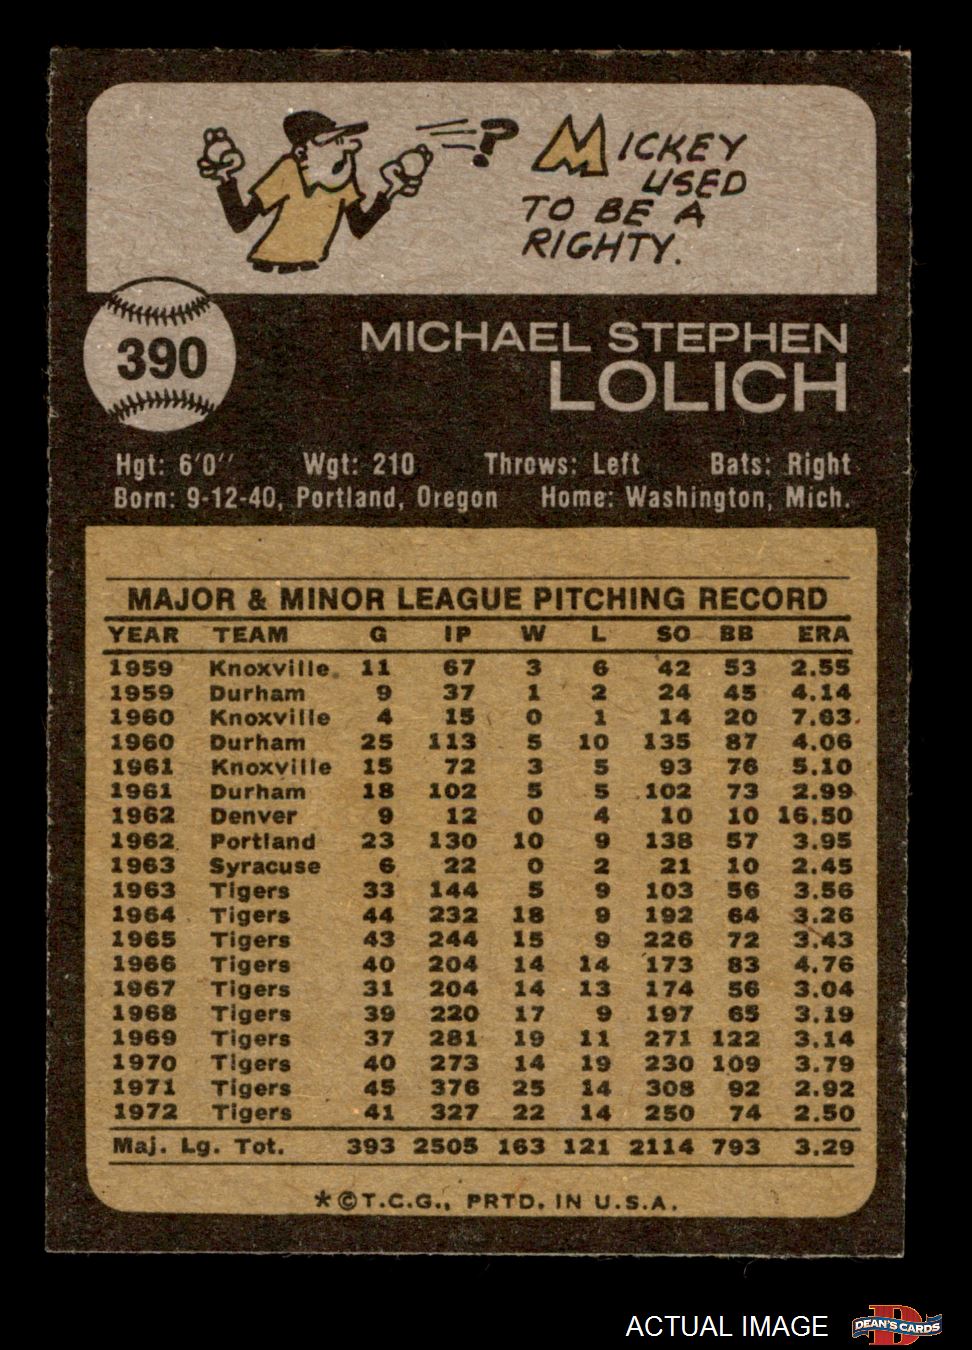 MICKEY
USED
TO BE A
RIGHTY.
390
MICHAEL STEPHEN
LOLICH
Hgt: 6'0" Wgt: 210 Throws: Left Bats: Right
Born: 9-12-40, Portland, Oregon Home: Washington, Mich.
MAJOR & MINOR LEAGUE PITCHING RECORD
YEAR TEAM G IP W L SO BB ERA
1959 Knoxville 11 67 3 6 42 53 2.55
1959 Durham 9 37 1 2 24 45 4.14
1960 Knoxville 4 15 0 1 14 20 7.63
1960 Durham 25 113 5 10 135 87 4.06
1961 Knoxville 15 72 3 5 93 76 5.10
1961 Durham 18 102 5 5 102 73 2.99
1962 Denver 9 12 0 4 10 10 16.50
1962 Portland 23 130 10 9 138 57 3.95
1963 Syracuse 6 22 0 2 21 10 2.45
1963 Tigers 33 144 5 9 103 56 3.56
1964 Tigers 44 232 18 9 192 64 3.26
1965 Tigers 43 244 15 9 226 72 3.43
1966 Tigers 40 204 14 14 173 83 4.76
1967 Tigers 31 204 14 13 174 56 3.04
1968 Tigers 39 220 17 9 197 65 3.19
1969 Tigers 37 281 19 11 271 122 3.14
1970 Tigers 40 273 14 19 230 109 3.79
1971 Tigers 45 376 25 14 308 92 2.92
1972 Tigers 41 327 22 14 250 74 2.50
Maj. Lg. Tot. 393 2505 163 121 2114 793 3.29
*©T.C.G., PRTD. IN U.S.A.
ACTUAL IMAGE
D
DEAN'S CARDS